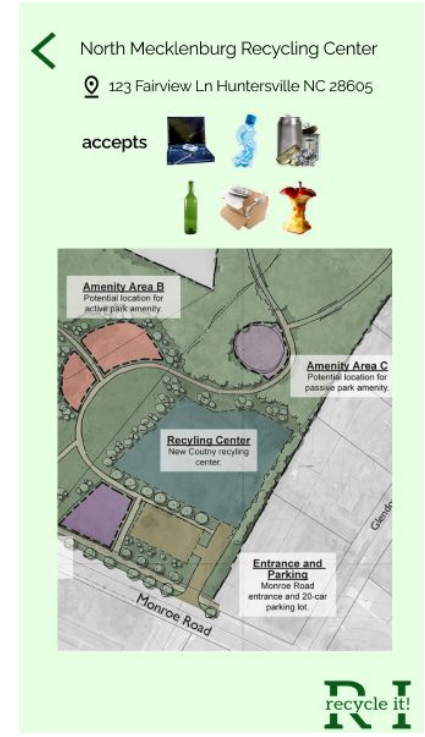 North Mecklenburg Recycling Center
123 Fairview Ln Huntersville NC 28605
accepts
Amenity Area B
Potential location for
active park amenity.
Amenity Area C
Potential location for
passive park amenity.
Recyling Center
New Coutny recyling
center.
Entrance and
Parking
Monroe Road
entrance and 20-car
parking lot.
Monroe Road
RI
recycle it!